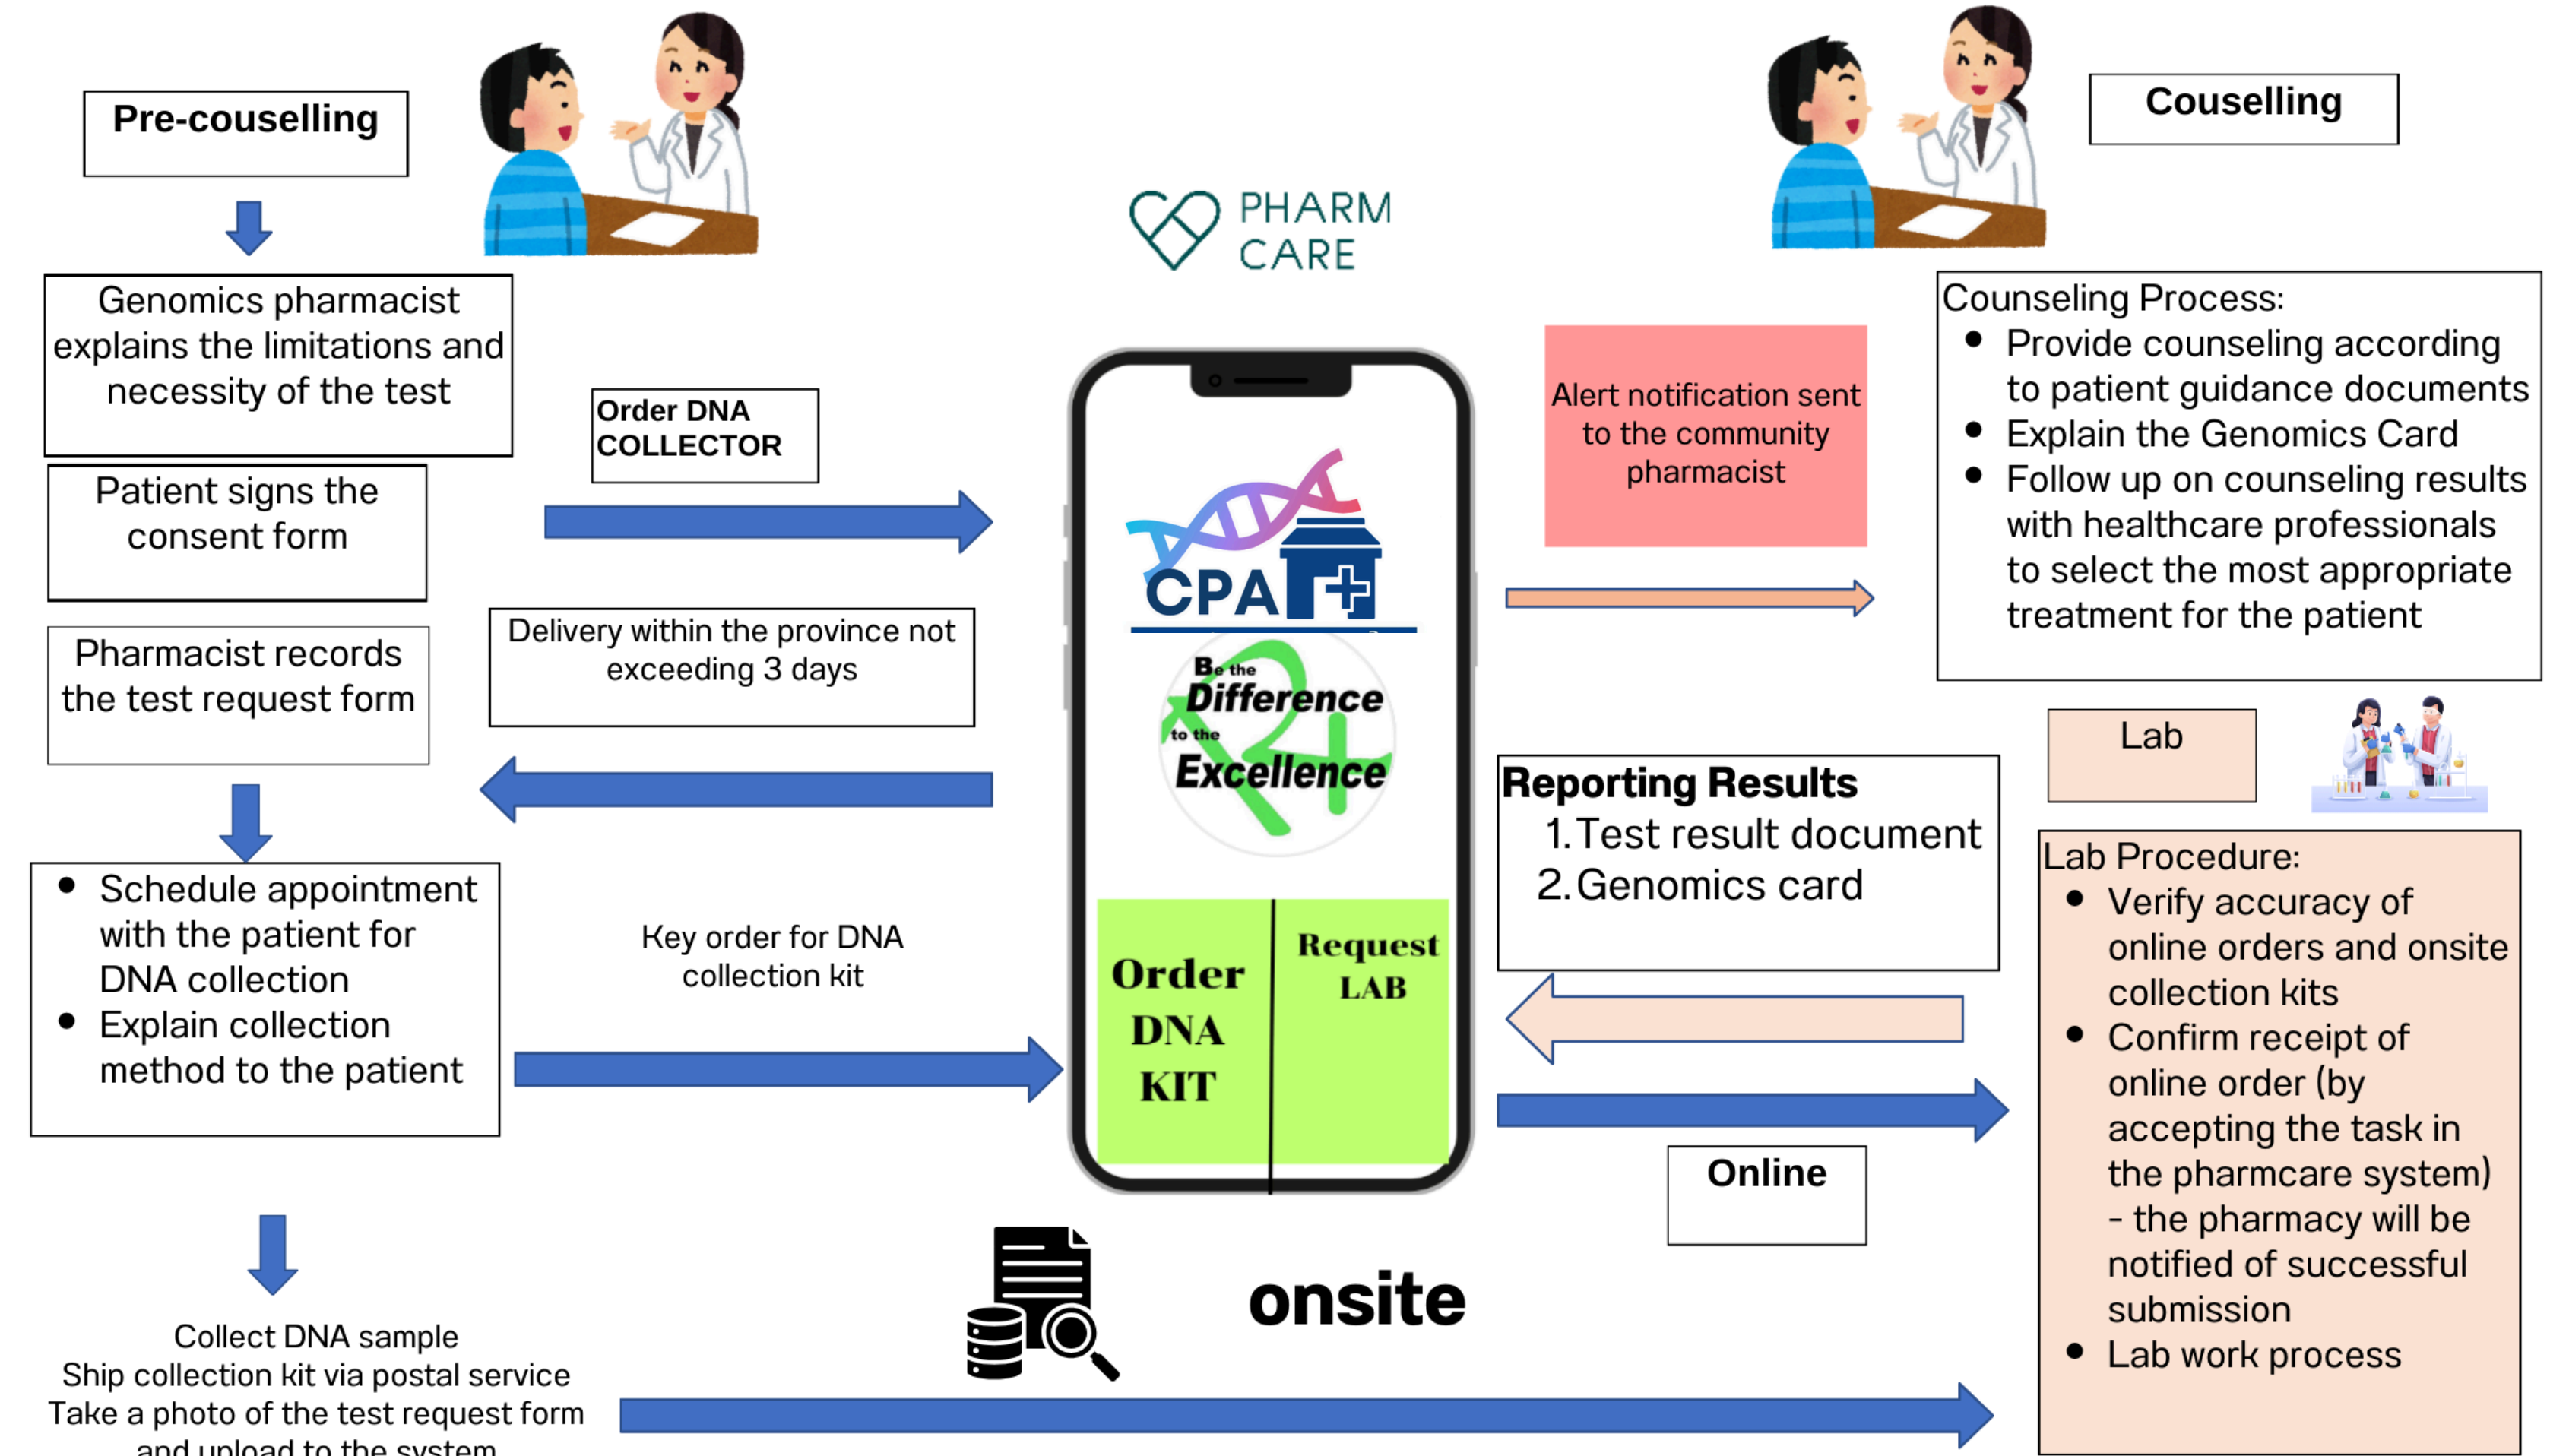 Pre-couselling
Genomics pharmacist
explains the limitations and
necessity of the test
Patient signs the
consent form
Pharmacist records
the test request form
Schedule appointment
with the patient for
DNA collection
Explain collection
method to the patient
Collect DNA sample
Ship collection kit via postal service
Take a photo of the test request form
and upload to the system
Order DNA
COLLECTOR
Delivery within the province not
exceeding 3 days
Key order for DNA
collection kit
PHARM
CARE
CPA
Be the
Difference
to the
Excellence
Order
DNA
KIT
Request
LAB
onsite
Alert notification sent
to the community
pharmacist
Reporting Results
1.Test result document
2.Genomics card
Online
Couselling
Counseling Process:
Provide counseling according
to patient guidance documents
Explain the Genomics Card
Follow up on counseling results
with healthcare professionals
to select the most appropriate
treatment for the patient
Lab
Lab Procedure:
Verify accuracy of
online orders and onsite
collection kits
Confirm receipt of
online order (by
accepting the task in
the pharmcare system)
- the pharmacy will be
notified of successful
submission
Lab work process